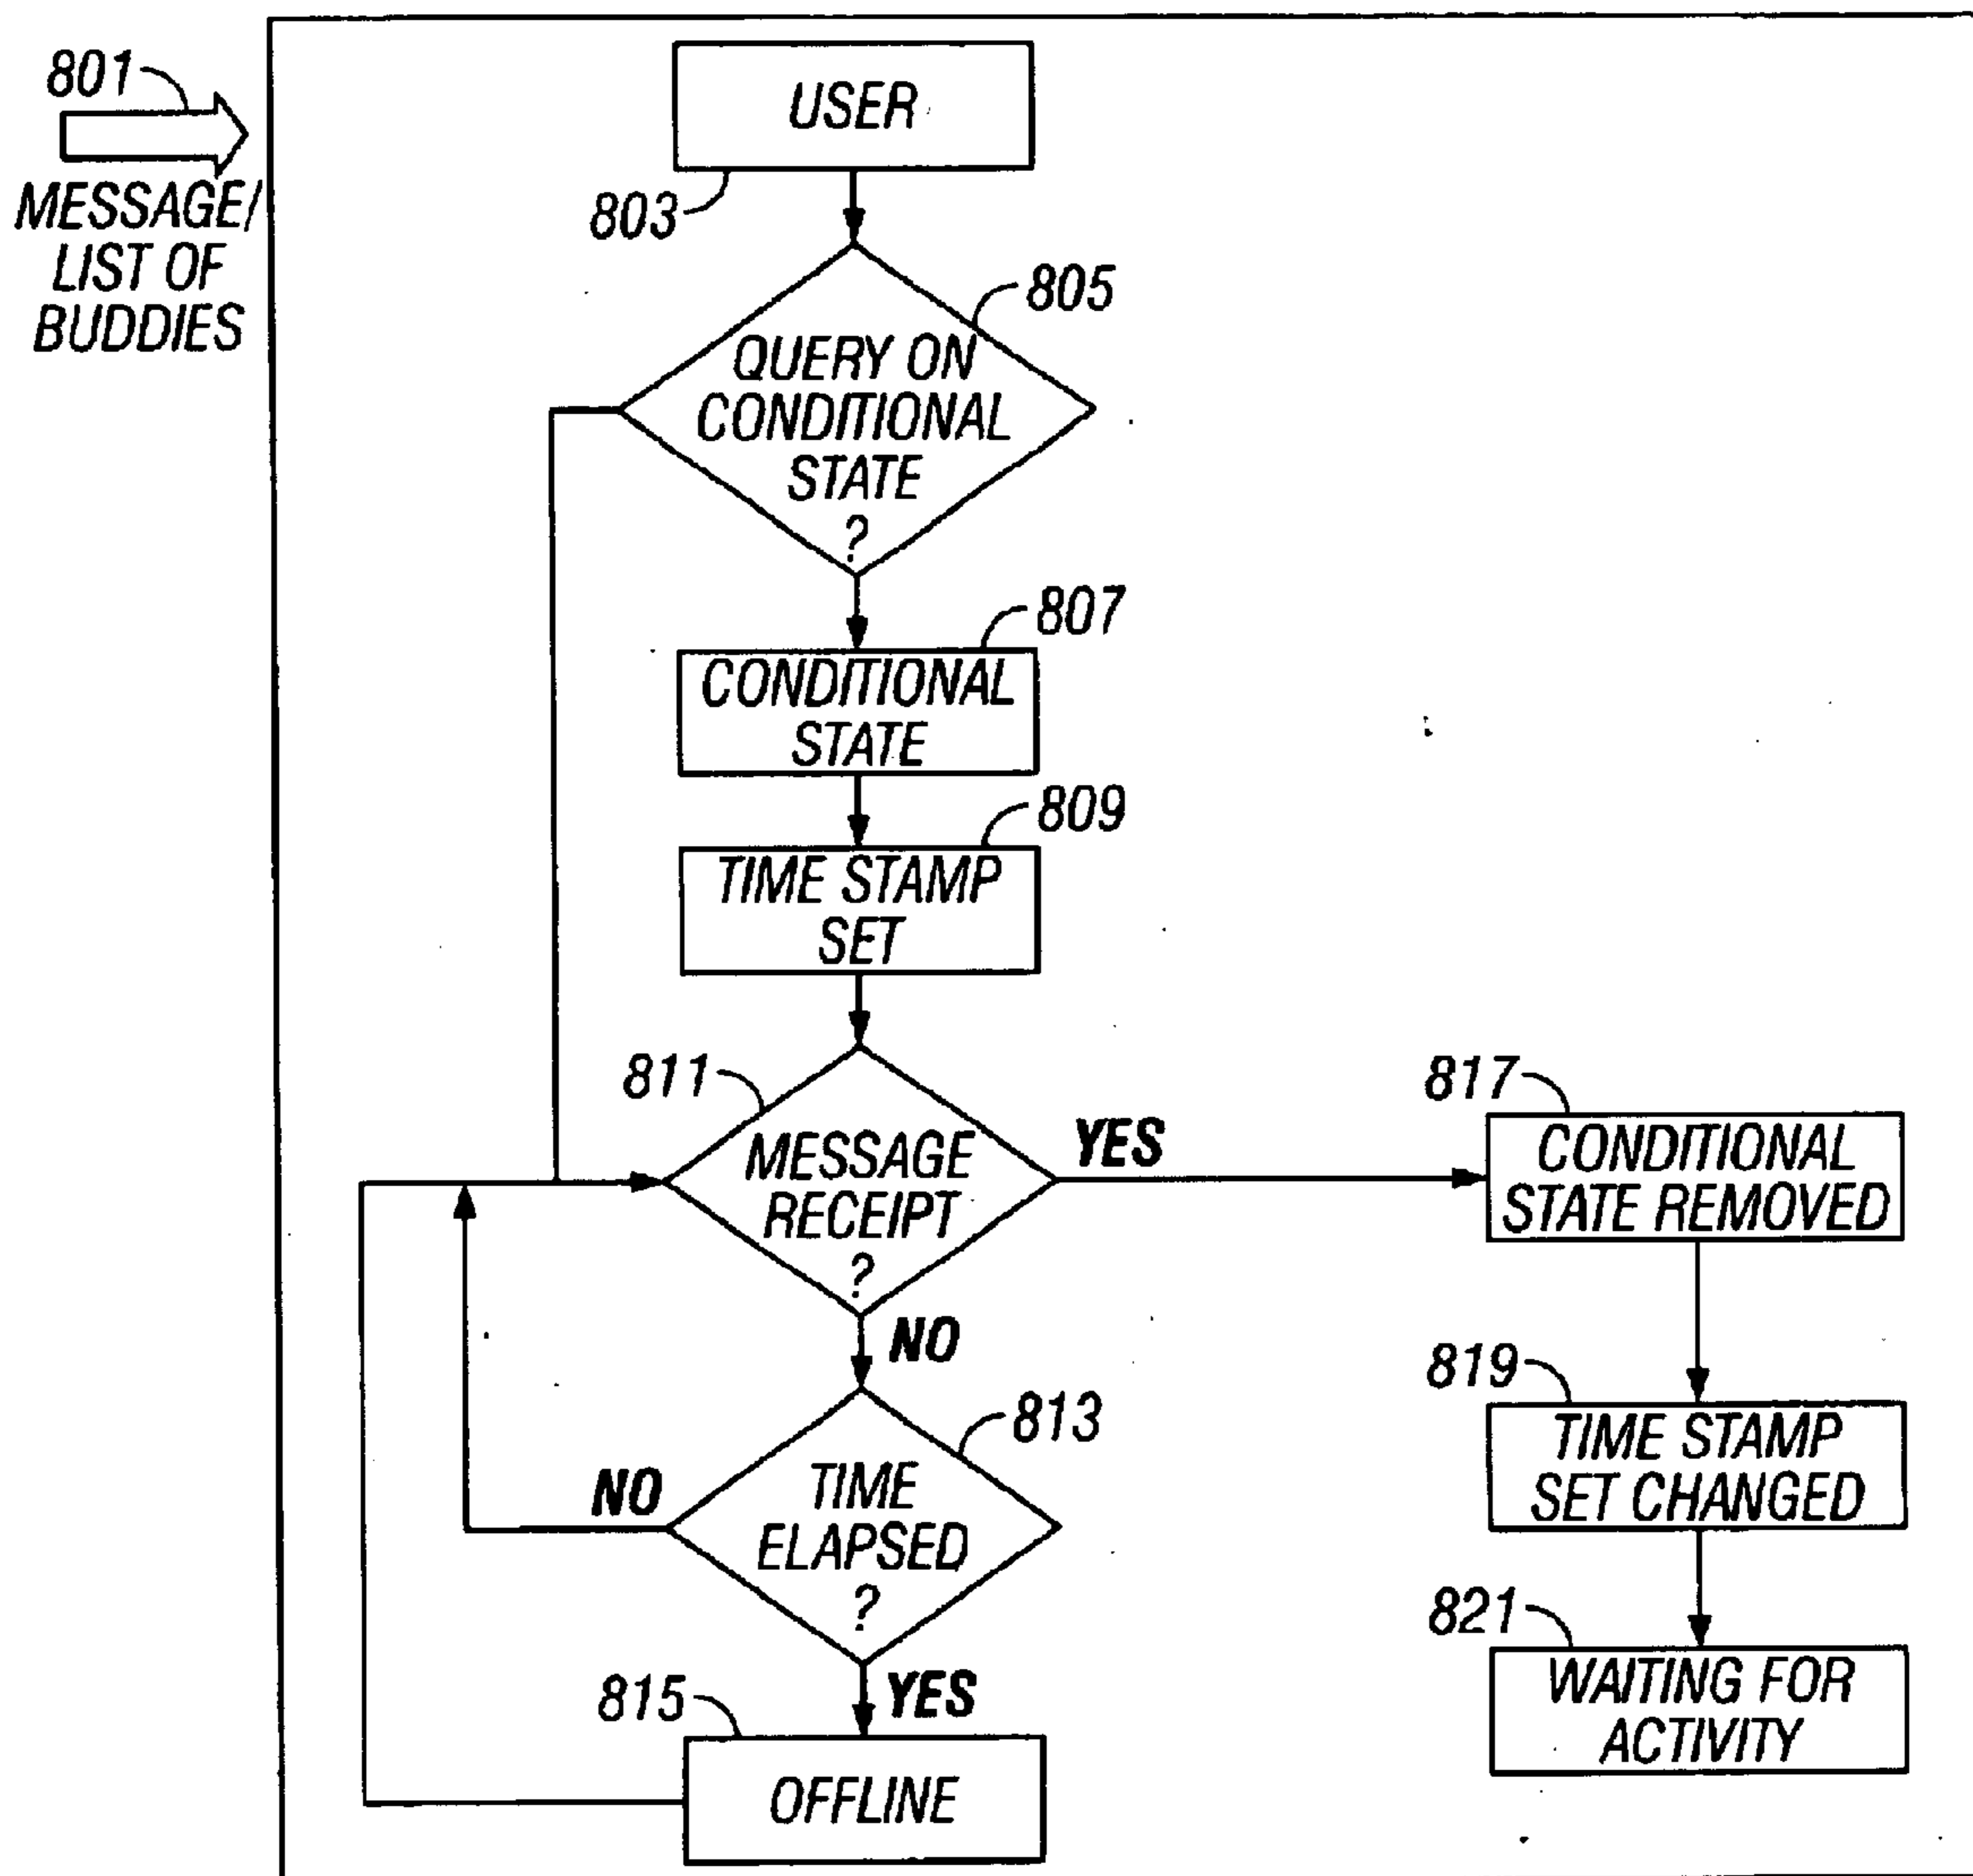 801
MESSAGE/
LIST OF
BUDDIES
USER
803
805
QUERY ON
CONDITIONAL
STATE
?
807
CONDITIONAL
STATE
809
TIME STAMP
SET
811
MESSAGE
RECEIPT
?
YES
NO
817
CONDITIONAL
STATE REMOVED
813
TIME
ELAPSED
?
NO
YES
819
TIME STAMP
SET CHANGED
815
OFFLINE
821
WAITING FOR
ACTIVITY